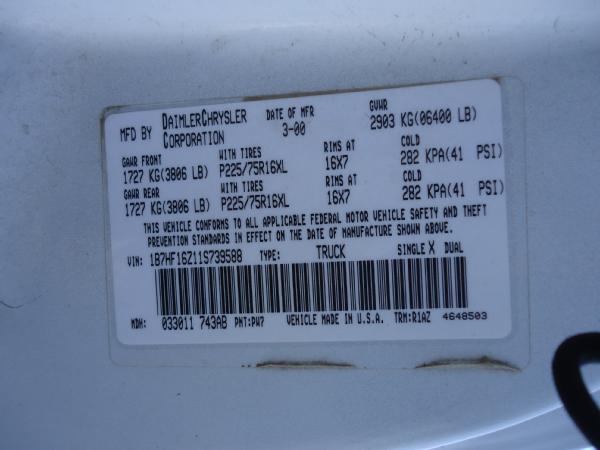 MFD BY DAIMLERCHRYSLER CORPORATION DATE OF MFR 3-00 GVWR 2903 KG(06400 LB)
GAWR FRONT WITH TIRES RIMS AT COLD
1727 KG(3806 LB) P225/75R16XL 16X7 282 KPA(41 PSI)
GAWR REAR WITH TIRES RIMS AT COLD
1727 KG(3806 LB) P225/75R16XL 16X7 282 KPA(41 PSI)
THIS VEHICLE CONFORMS TO ALL APPLICABLE FEDERAL MOTOR VEHICLE SAFETY AND THEFT
PREVENTION STANDARDS IN EFFECT ON THE DATE OF MANUFACTURE SHOWN ABOVE.
VIN: 1B7HF16Z11S739588 TYPE: TRUCK SINGLE X DUAL
MDH: 033011 743AB PNT:PW7 VEHICLE MADE IN U.S.A. TRM:R1AZ 4648503